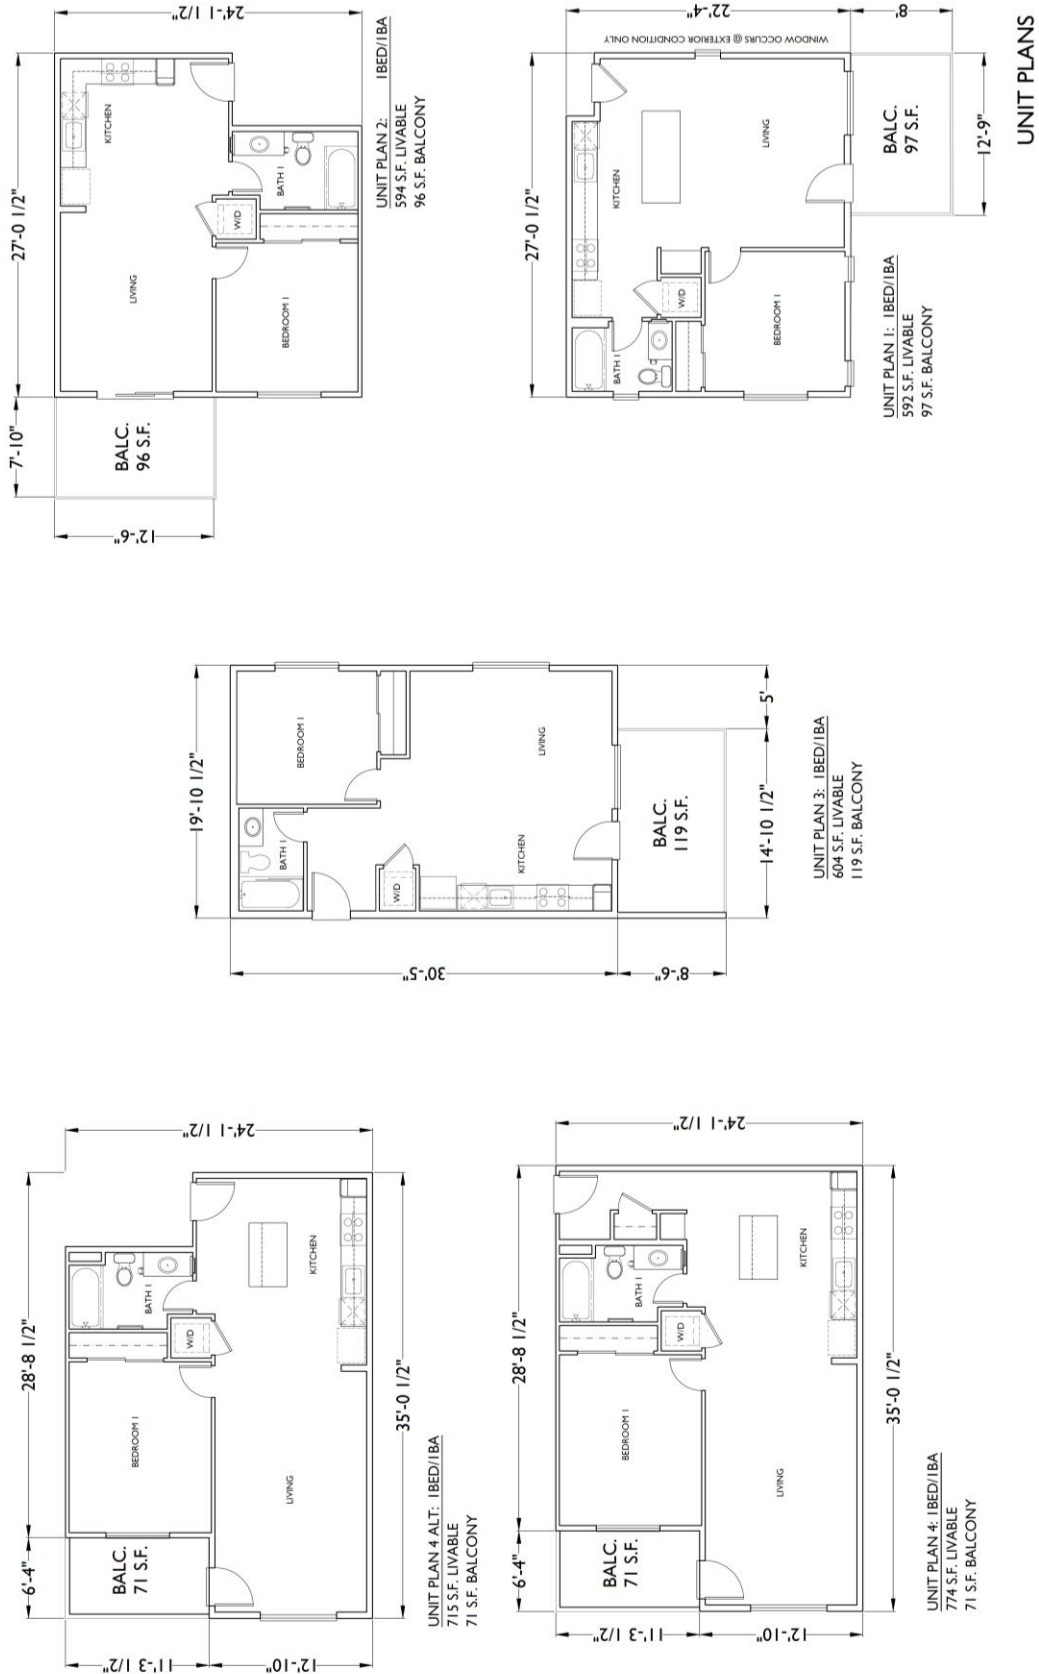 27'-0 1/2"
7'-10"
24'-1 1/2"
12'-6"
KITCHEN
LIVING
BATH 1
W/D
BEDROOM 1
BALC.
96 S.F.
UNIT PLAN 2: 1BED/1BA
594 S.F. LIVABLE
96 S.F. BALCONY
27'-0 1/2"
22'-4"
8'
12'-9"
WINDOW OCCURS @ EXTERIOR CONDITION ONLY
KITCHEN
LIVING
BATH 1
W/D
BEDROOM 1
BALC.
97 S.F.
UNIT PLAN 1: 1BED/1BA
592 S.F. LIVABLE
97 S.F. BALCONY
19'-10 1/2"
30'-5"
8'-6"
14'-10 1/2"
5'
BEDROOM 1
BATH 1
W/D
KITCHEN
LIVING
BALC.
119 S.F.
UNIT PLAN 3: 1BED/1BA
604 S.F. LIVABLE
119 S.F. BALCONY
6'-4"
28'-8 1/2"
24'-1 1/2"
35'-0 1/2"
11'-3 1/2"
12'-10"
BALC.
71 S.F.
BEDROOM 1
BATH 1
W/D
KITCHEN
LIVING
UNIT PLAN 4 ALT: 1BED/1BA
715 S.F. LIVABLE
71 S.F. BALCONY
6'-4"
28'-8 1/2"
24'-1 1/2"
35'-0 1/2"
11'-3 1/2"
12'-10"
BALC.
71 S.F.
BEDROOM 1
BATH 1
W/D
KITCHEN
LIVING
UNIT PLAN 4: 1BED/1BA
774 S.F. LIVABLE
71 S.F. BALCONY
UNIT PLANS